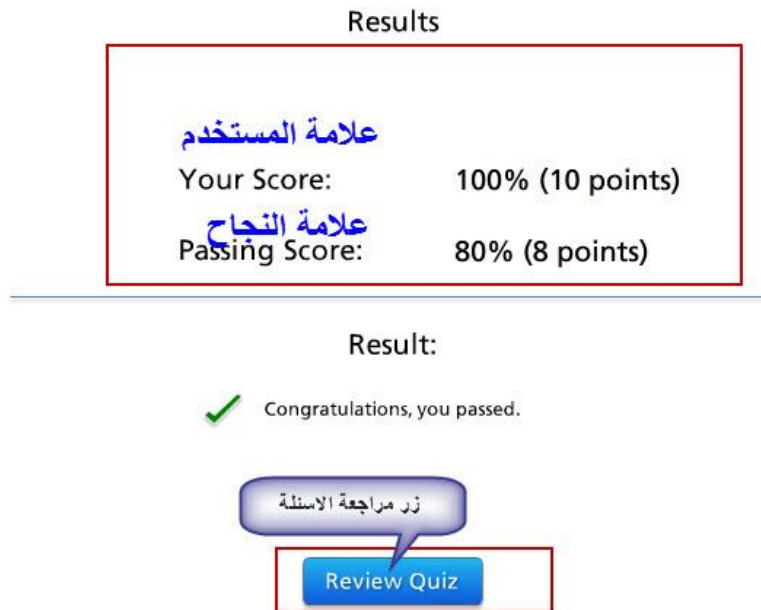 Results
علامة المستخدم
Your Score: 100% (10 points)
علامة النجاح
Passing Score: 80% (8 points)
Result:
Congratulations, you passed.
زر مراجعة الاسئلة
Review Quiz